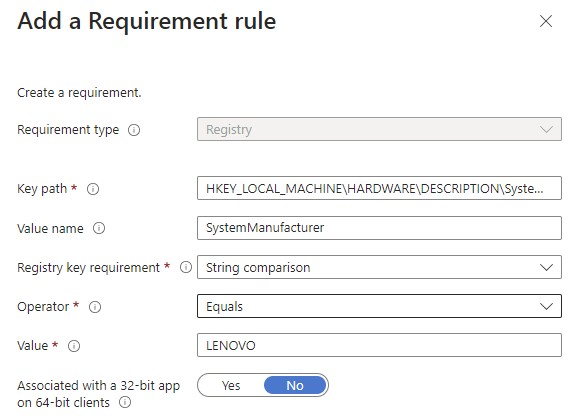 Add a Requirement rule
Create a requirement.
Requirement type
Registry
Key path *
HKEY_LOCAL_MACHINE\HARDWARE\DESCRIPTION\Syste...
Value name
SystemManufacturer
Registry key requirement *
String comparison
Operator *
Equals
Value *
LENOVO
Associated with a 32-bit app
on 64-bit clients
Yes
No